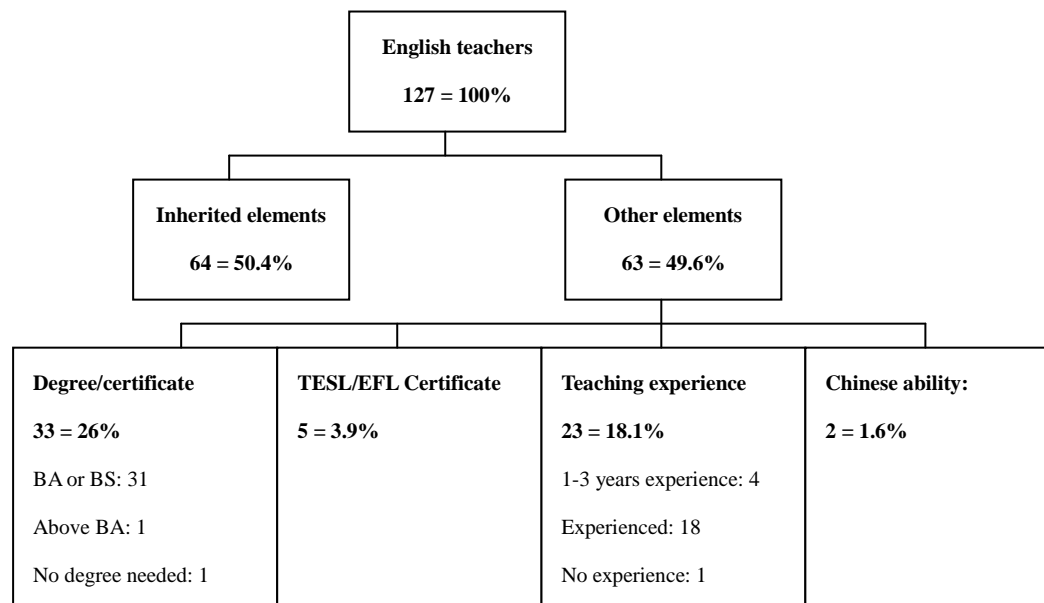 English teachers
127 = 100%
Inherited elements
64 = 50.4%
Other elements
63 = 49.6%
Degree/certificate
33 = 26%
BA or BS: 31
Above BA: 1
No degree needed: 1
TESL/EFL Certificate
5 = 3.9%
Teaching experience
23 = 18.1%
1-3 years experience: 4
Experienced: 18
No experience: 1
Chinese ability:
2 = 1.6%